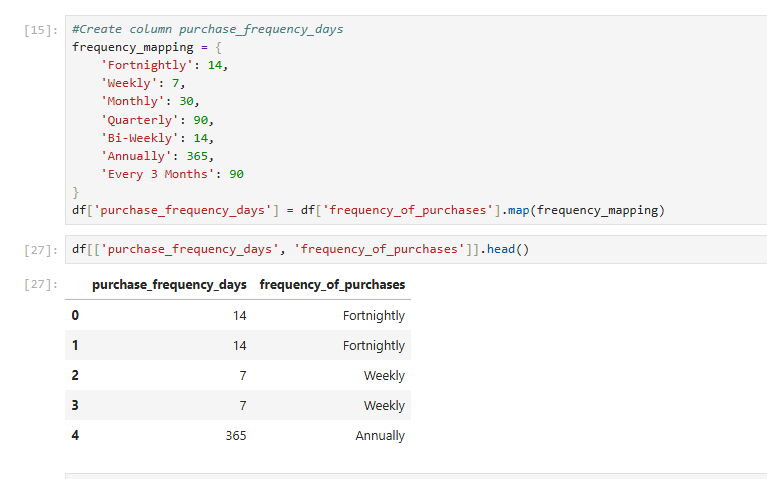 [15]: #Create column purchase_frequency_days
frequency_mapping = {
    'Fortnightly': 14,
    'Weekly': 7,
    'Monthly': 30,
    'Quarterly': 90,
    'Bi-Weekly': 14,
    'Annually': 365,
    'Every 3 Months': 90
}
df['purchase_frequency_days'] = df['frequency_of_purchases'].map(frequency_mapping)
[27]: df[['purchase_frequency_days', 'frequency_of_purchases']].head()
[27]: purchase_frequency_days frequency_of_purchases
0 14 Fortnightly
1 14 Fortnightly
2 7 Weekly
3 7 Weekly
4 365 Annually